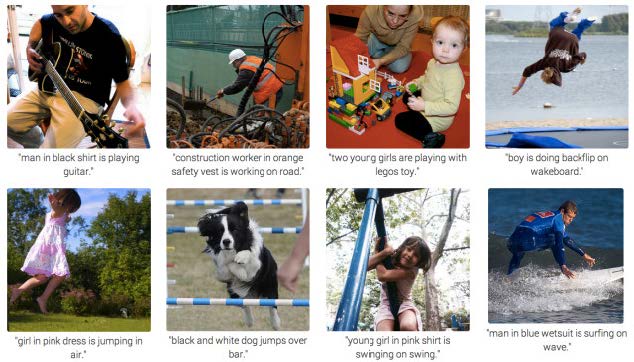 "man in black shirt is playing
guitar."
"construction worker in orange
safety vest is working on road."
"two young girls are playing with
legos toy."
"boy is doing backflip on
wakeboard."
"girl in pink dress is jumping in
air."
"black and white dog jumps over
bar."
"young girl in pink shirt is
swinging on swing."
"man in blue wetsuit is surfing on
wave."